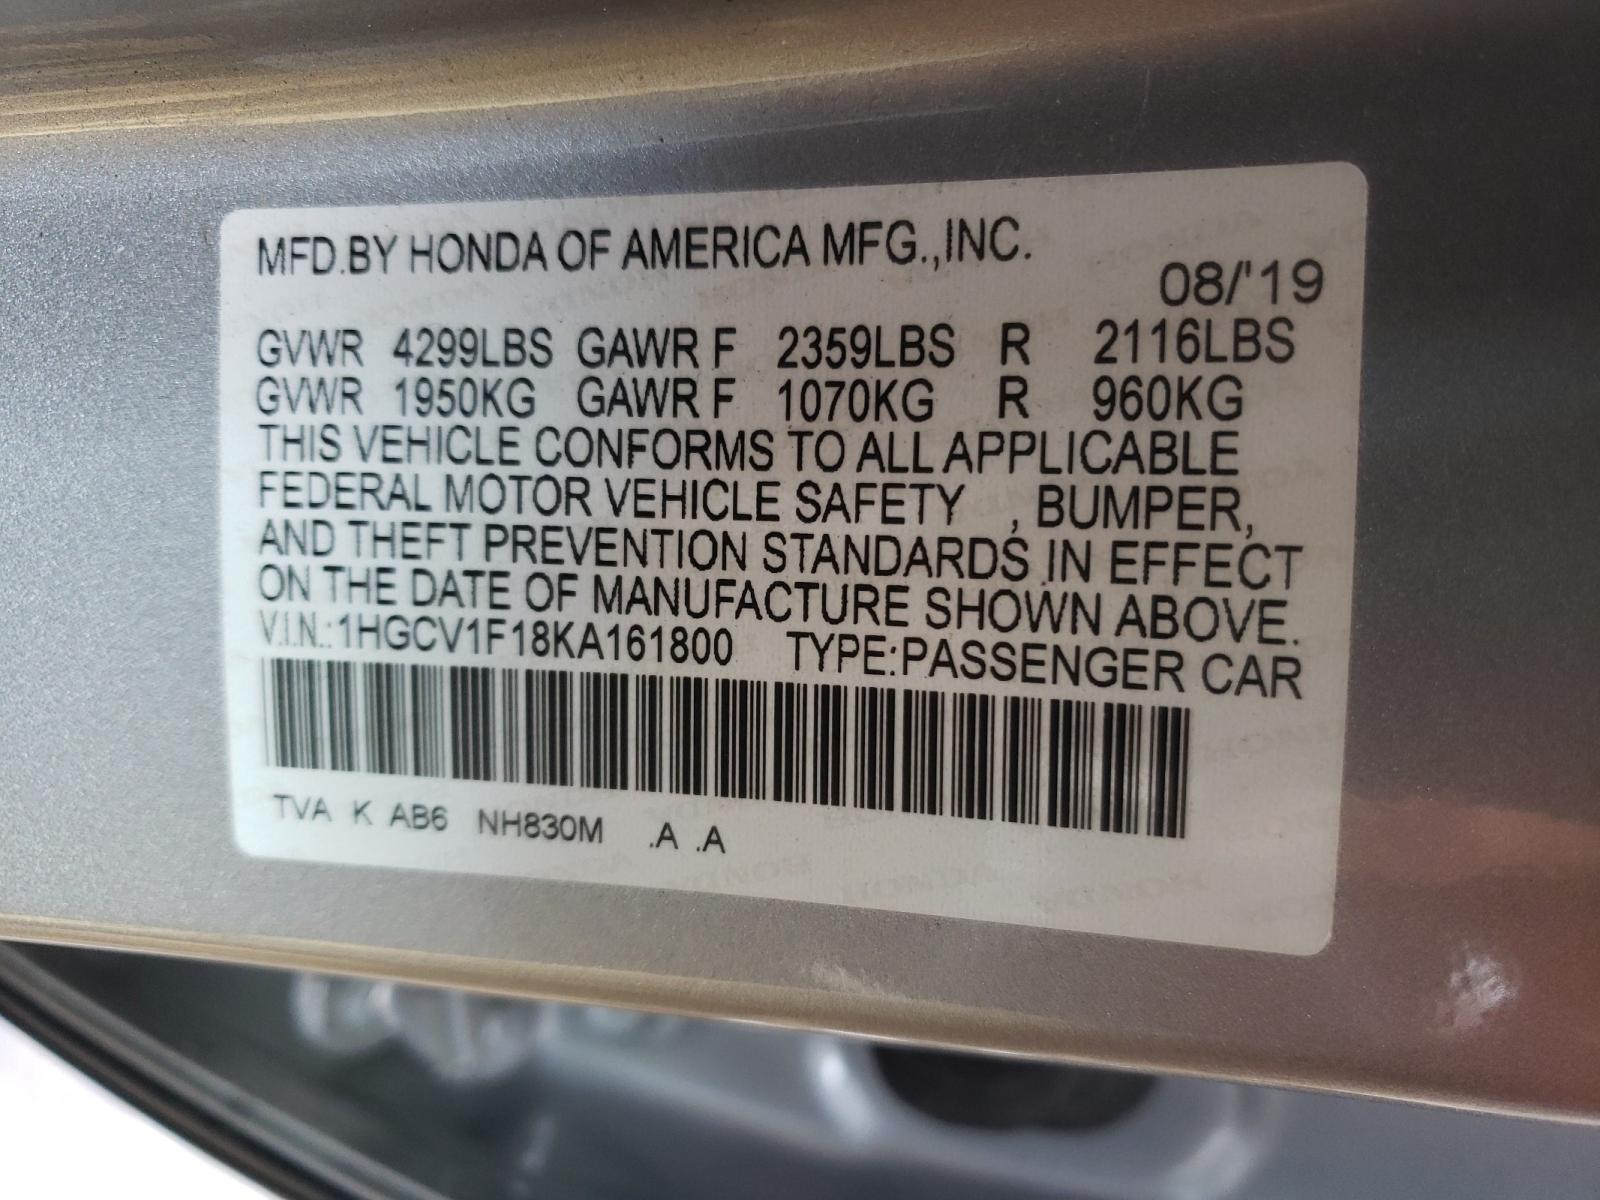 MFD.BY HONDA OF AMERICA MFG.,INC.
08/'19
GVWR 4299LBS GAWR F 2359LBS R 2116LBS
GVWR 1950KG GAWR F 1070KG R 960KG
THIS VEHICLE CONFORMS TO ALL APPLICABLE
FEDERAL MOTOR VEHICLE SAFETY , BUMPER,
AND THEFT PREVENTION STANDARDS IN EFFECT
ON THE DATE OF MANUFACTURE SHOWN ABOVE.
V.I.N.:1HGCV1F18KA161800 TYPE:PASSENGER CAR
TVA K AB6 NH830M .A .A